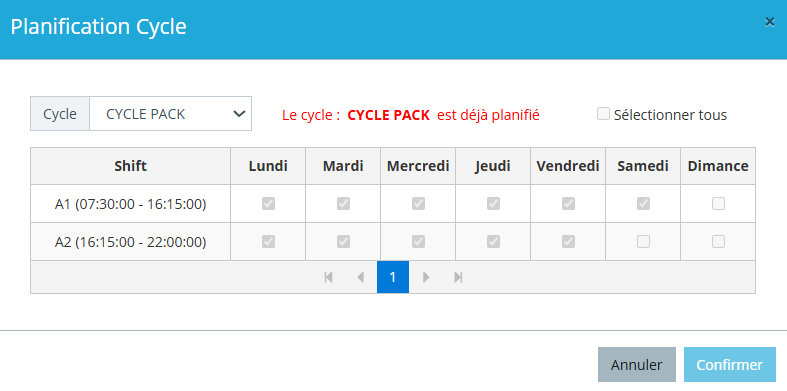 Planification Cycle
×
Cycle CYCLE PACK Le cycle : CYCLE PACK est déjà planifié Sélectionner tous
Shift Lundi Mardi Mercredi Jeudi Vendredi Samedi Dimance
A1 (07:30:00 - 16:15:00)
A2 (16:15:00 - 22:00:00)
1
Annuler Confirmer